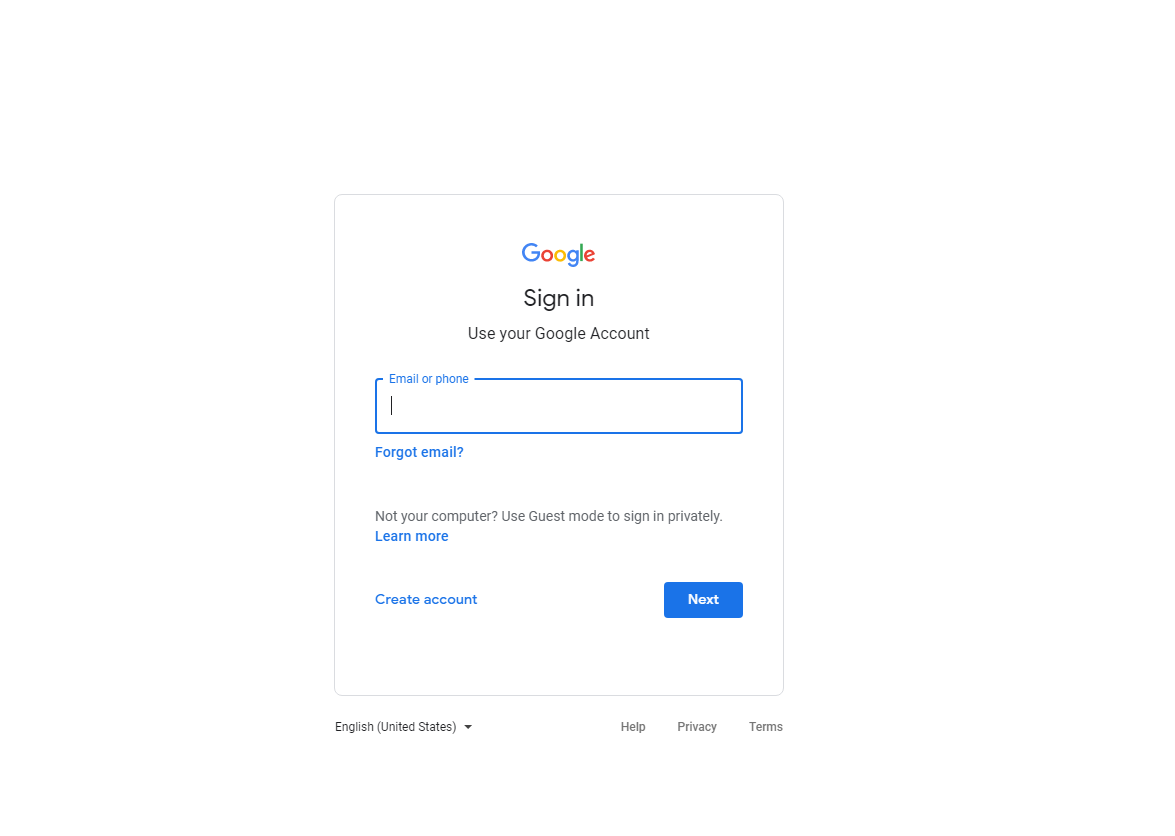 Google
Sign in
Use your Google Account
Email or phone
Forgot email?
Not your computer? Use Guest mode to sign in privately.
Learn more
Create account
Next
English (United States)
Help
Privacy
Terms